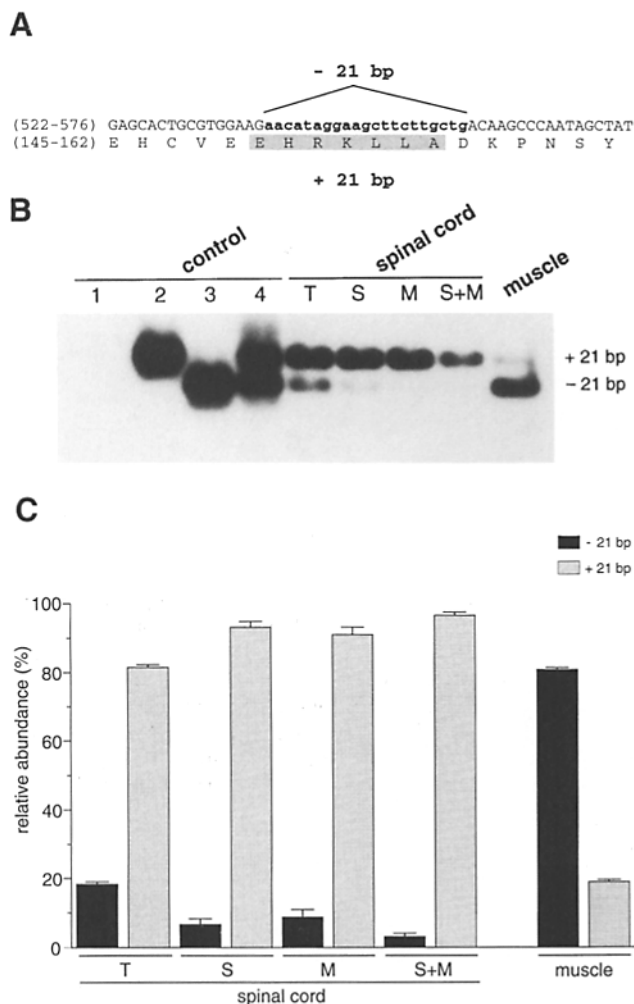 A
- 21 bp
(522-576) GAGCACTGCGTGGAAGaacataggaagcttcttgctgACAAGCCCAATAGCTAT
(145-162) E H C V E E H R K L L A D K P N S Y
+ 21 bp
B
control spinal cord muscle
1 2 3 4 T S M S+M
+ 21 bp
– 21 bp
C
- 21 bp
+ 21 bp
relative abundance (%)
100
80
60
40
20
0
T S M S+M muscle
spinal cord